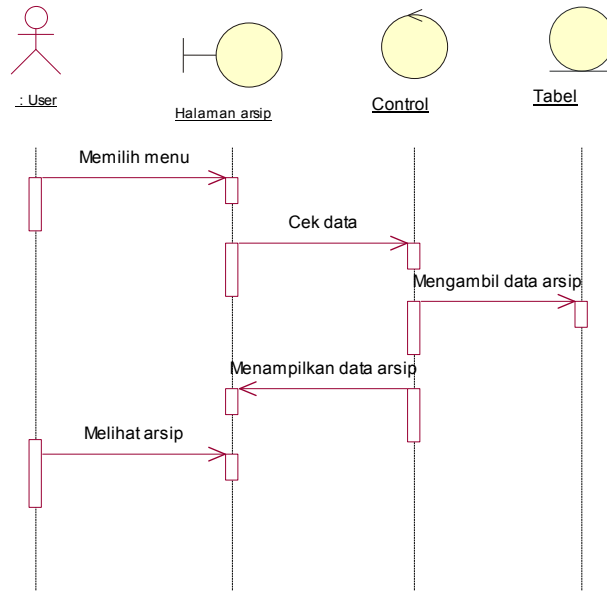 : User
Halaman arsip
Control
Tabel
Memilih menu
Cek data
Mengambil data arsip
Menampilkan data arsip
Melihat arsip